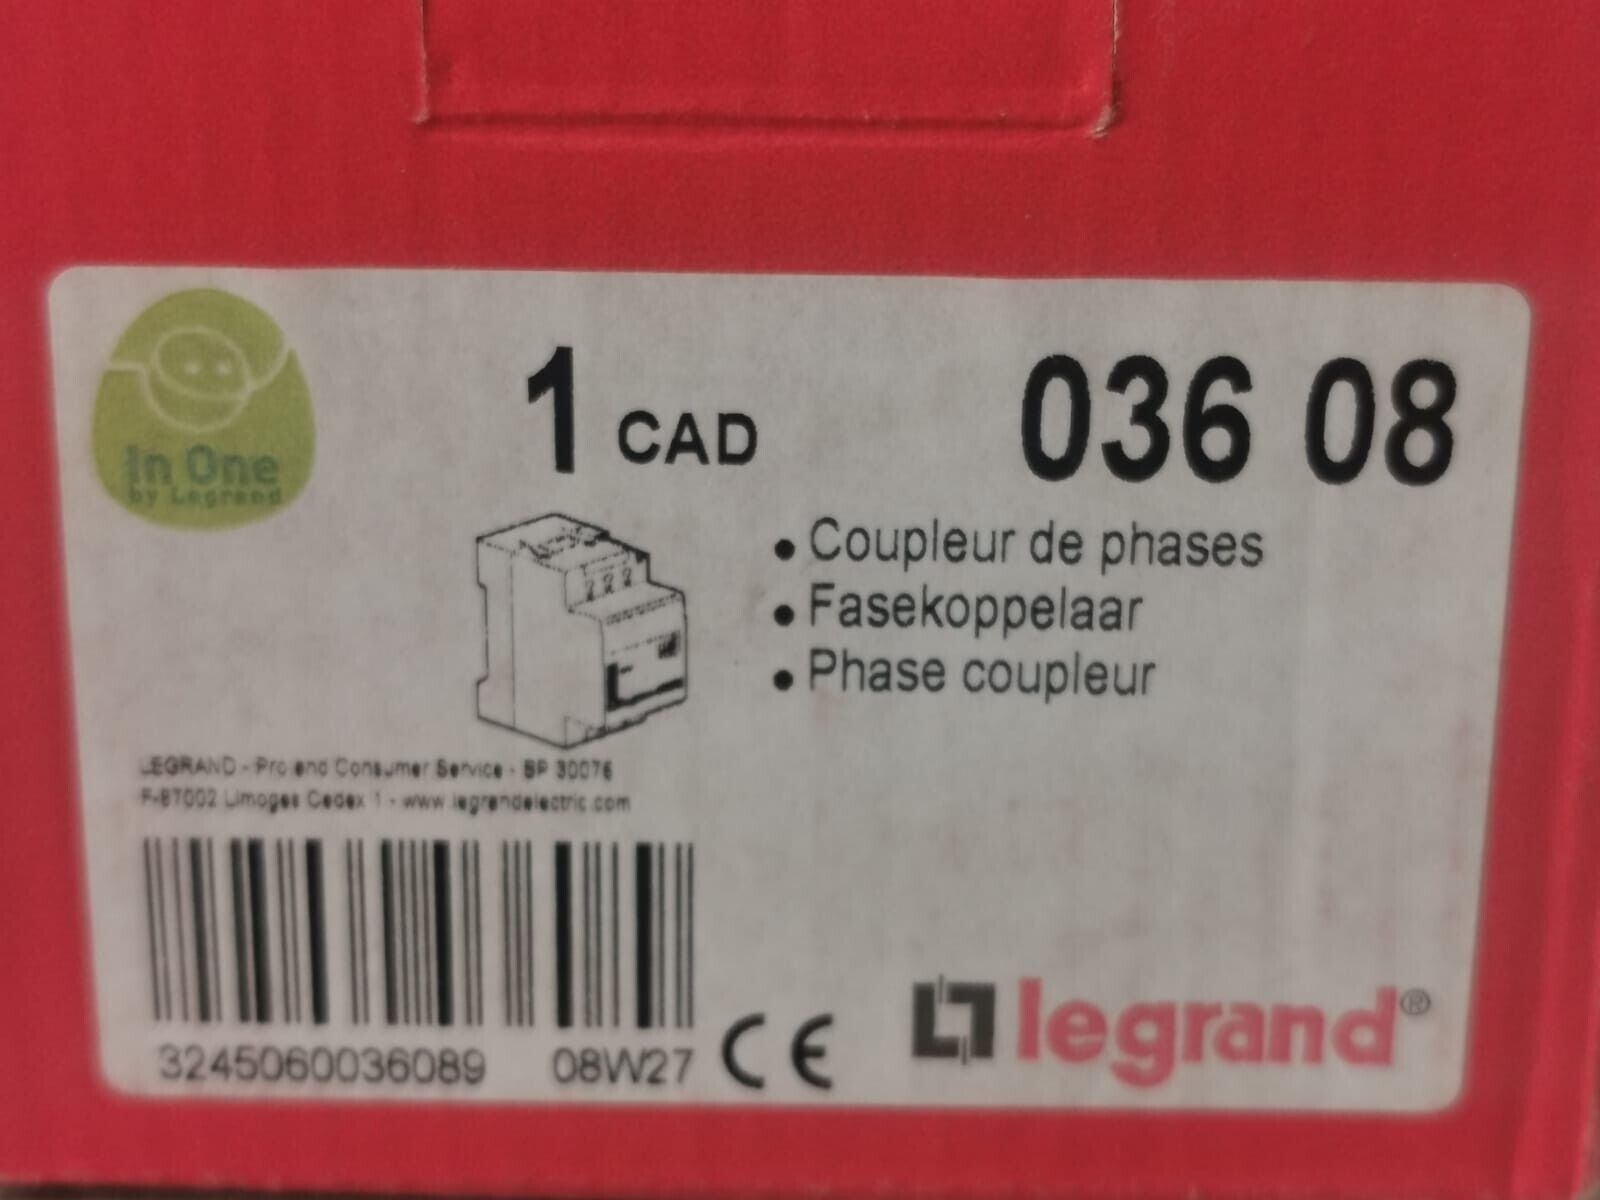 In One
by Legrand
1 CAD
036 08
• Coupleur de phases
• Fasekoppelaar
• Phase coupleur
LEGRAND - Pro and Consumer Service - BP 30076
F-87002 Limoges Cedex 1 - www.legrandelectric.com
3245060036089 08W27
CE
legrand®